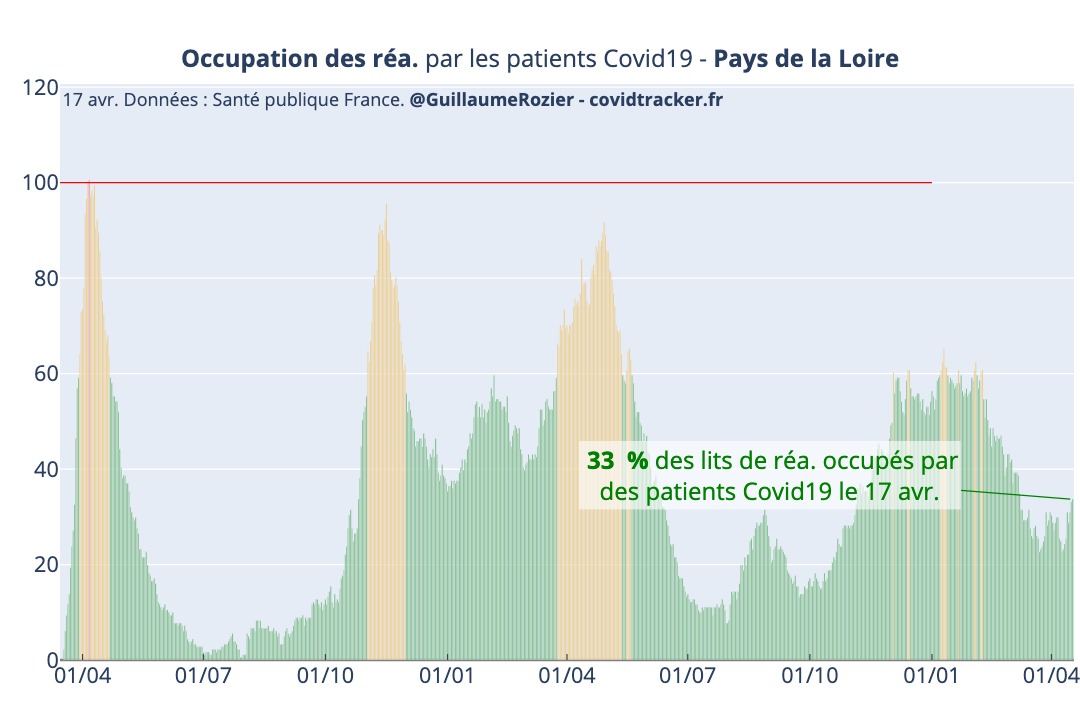 Occupation des réa. par les patients Covid19 - Pays de la Loire
17 avr. Données : Santé publique France. @GuillaumeRozier - covidtracker.fr
120
100
80
60
40
20
0
33 % des lits de réa. occupés par
des patients Covid19 le 17 avr.
01/04 01/07 01/10 01/01 01/04 01/07 01/10 01/01 01/04